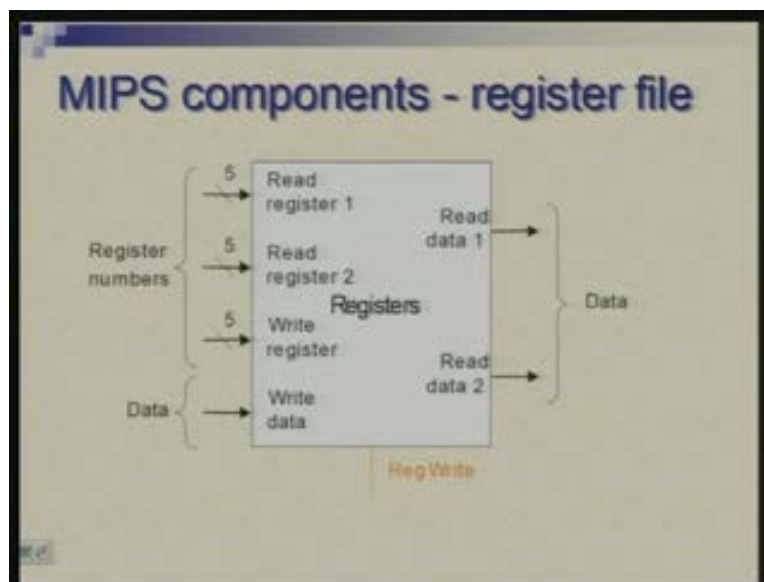 MIPS components - register file
5
Read
register 1
Read
data 1
5
Read
register 2
Register
numbers
Registers
Data
5
Write
register
Read
data 2
Data
Write
data
RegWrite